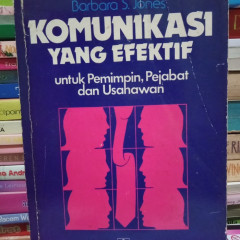 Barbara S. Jones
KOMUNIKASI
YANG EFEKTIF
untuk Pemimpin, Pejabat
dan Usahawan